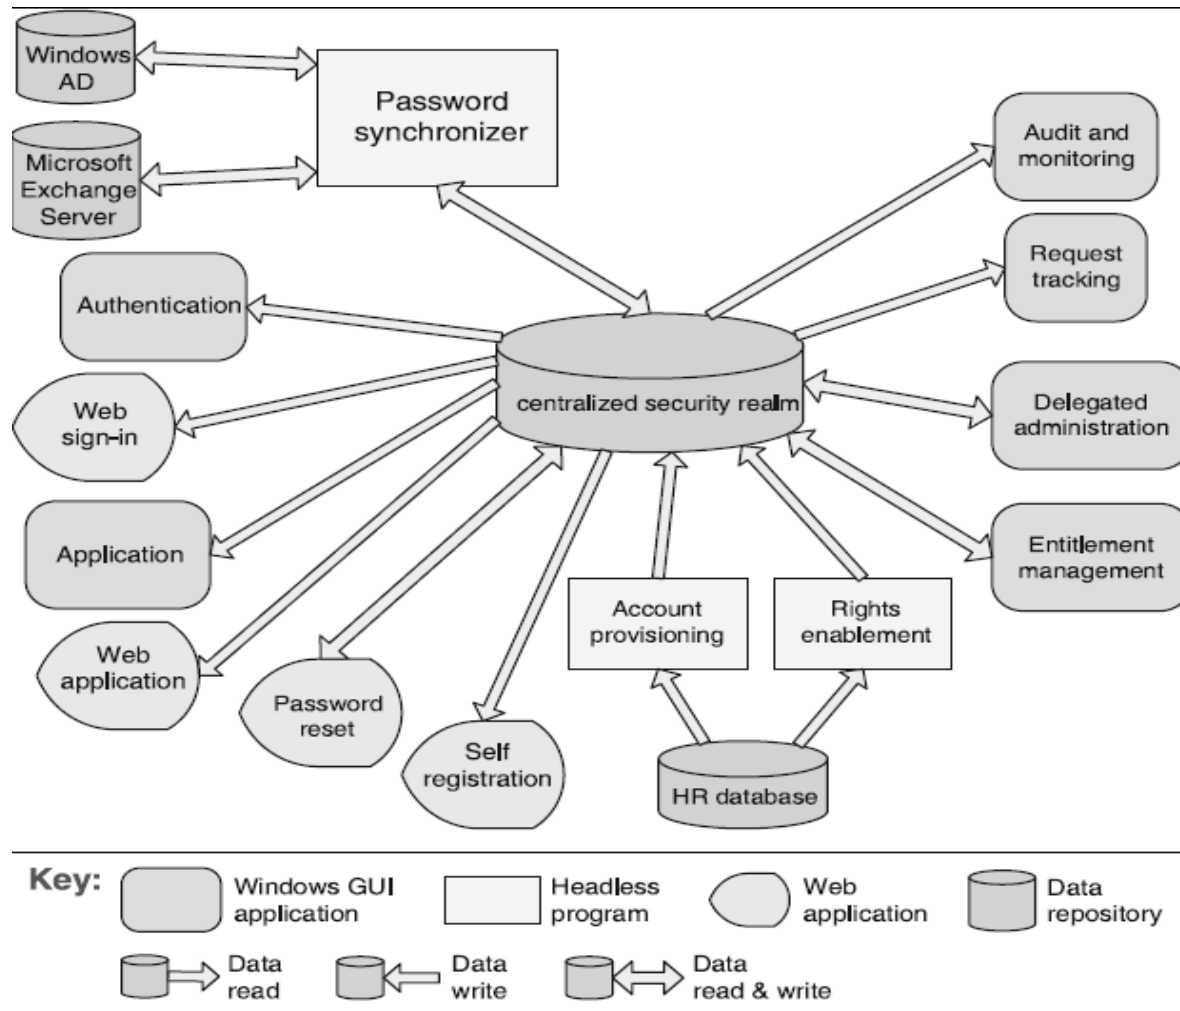 Windows
AD
Password
synchronizer
Microsoft
Exchange
Server
Audit and
monitoring
Request
tracking
Authentication
centralized security realm
Delegated
administration
Web
sign-in
Application
Entitlement
management
Account
provisioning
Rights
enablement
Web
application
Password
reset
Self
registration
HR database
Key:
Windows GUI
application
Headless
program
Web
application
Data
repository
Data
read
Data
write
Data
read & write